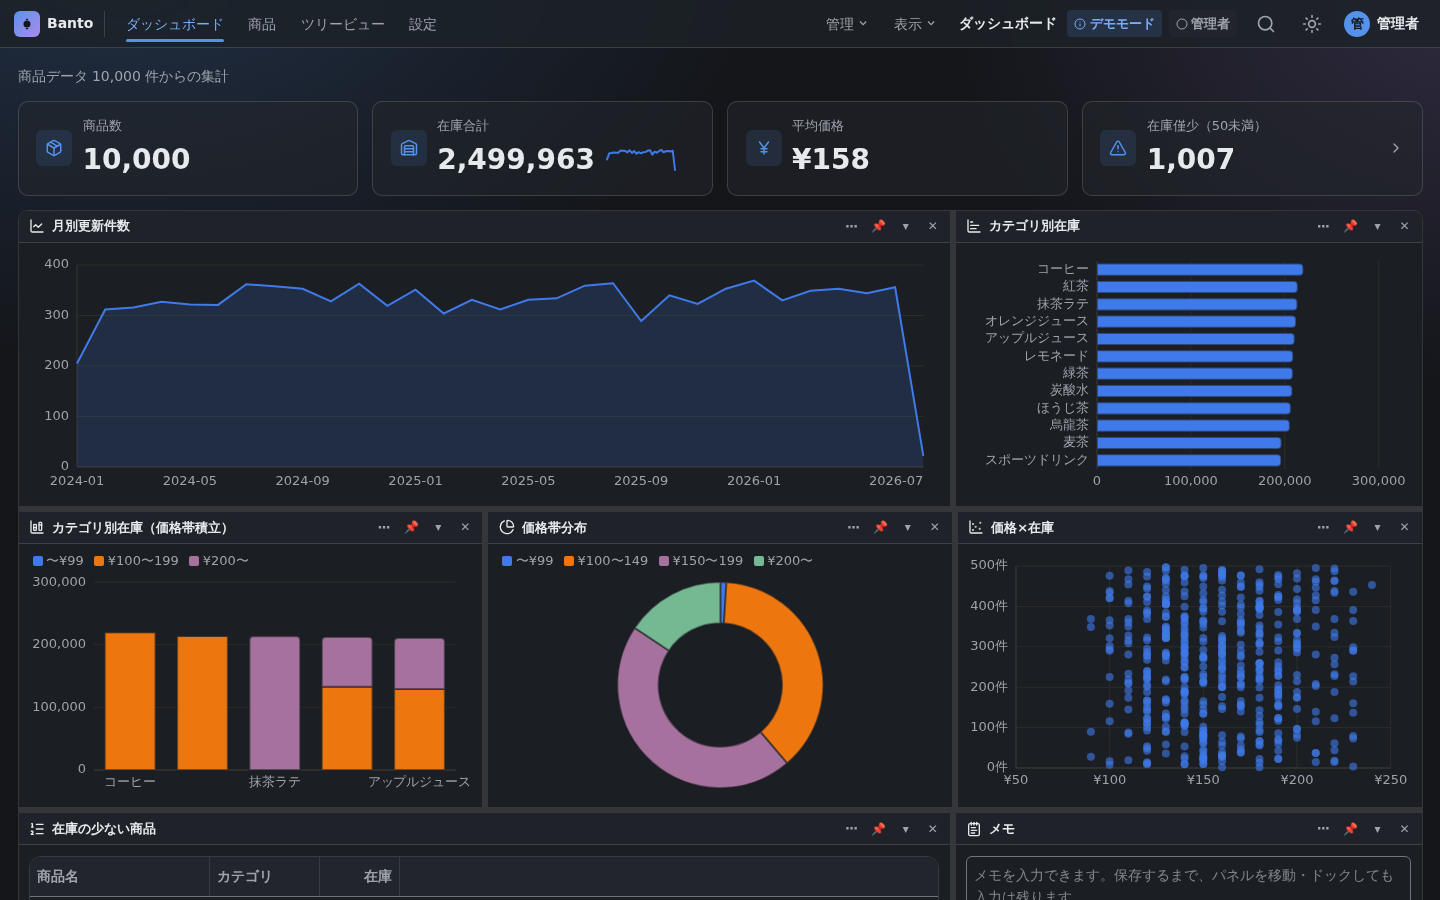 Banto
ダッシュボード
商品
ツリービュー
設定
管理
表示
ダッシュボード
デモモード
管理者
管
管理者
商品データ 10,000 件からの集計
商品数
10,000
在庫合計
2,499,963
平均価格
¥158
在庫僅少（50未満）
1,007
月別更新件数
400
300
200
100
0
2024-01
2024-05
2024-09
2025-01
2025-05
2025-09
2026-01
2026-07
カテゴリ別在庫
コーヒー
紅茶
抹茶ラテ
オレンジジュース
アップルジュース
レモネード
緑茶
炭酸水
ほうじ茶
烏龍茶
麦茶
スポーツドリンク
0
100,000
200,000
300,000
カテゴリ別在庫（価格帯積立）
〜¥99
¥100〜199
¥200〜
300,000
200,000
100,000
0
コーヒー
抹茶ラテ
アップルジュース
価格帯分布
〜¥99
¥100〜149
¥150〜199
¥200〜
価格×在庫
500件
400件
300件
200件
100件
0件
¥50
¥100
¥150
¥200
¥250
在庫の少ない商品
商品名
カテゴリ
在庫
メモ
メモを入力できます。保存するまで、パネルを移動・ドックしても
入力は残ります